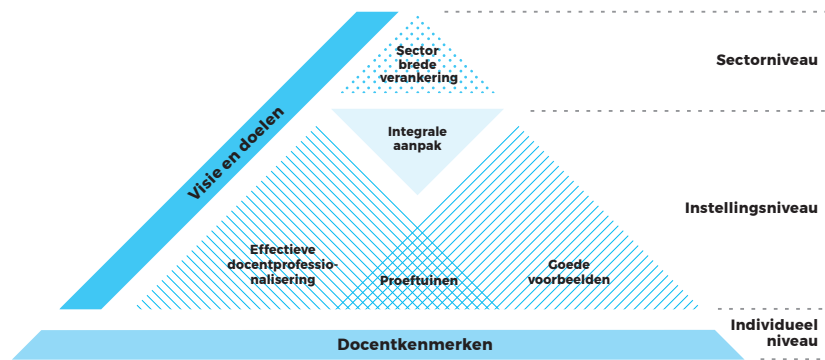 Sector
brede
verankering
Sectorniveau
Visie en doelen
Integrale
aanpak
Instellingsniveau
Effectieve
docentprofessio-
nalisering
Proeftuinen
Goede
voorbeelden
Individueel
niveau
Docentkenmerken